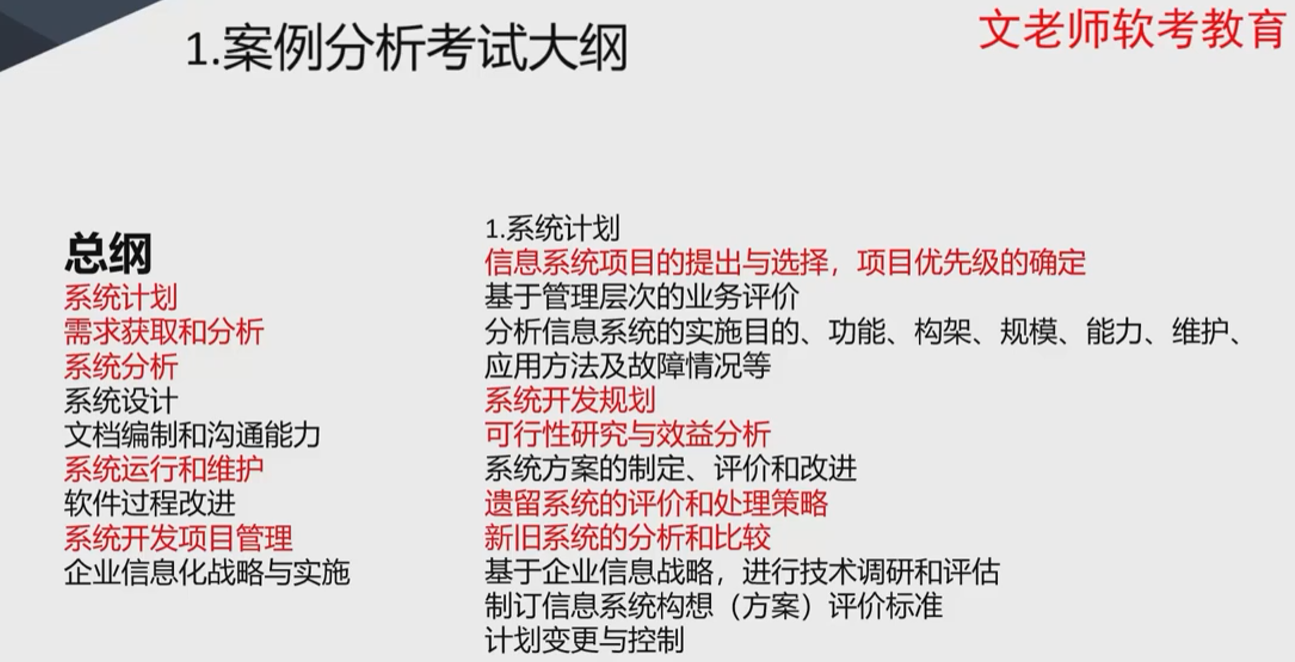 1.案例分析考试大纲
文老师软考教育
总纲
系统计划
需求获取和分析
系统分析
系统设计
文档编制和沟通能力
系统运行和维护
软件过程改进
系统开发项目管理
企业信息化战略与实施
1.系统计划
信息系统项目的提出与选择，项目优先级的确定
基于管理层次的业务评价
分析信息系统的实施目的、功能、构架、规模、能力、维护、
应用方法及故障情况等
系统开发规划
可行性研究与效益分析
系统方案的制定、评价和改进
遗留系统的评价和处理策略
新旧系统的分析和比较
基于企业信息战略，进行技术调研和评估
制订信息系统构想（方案）评价标准
计划变更与控制